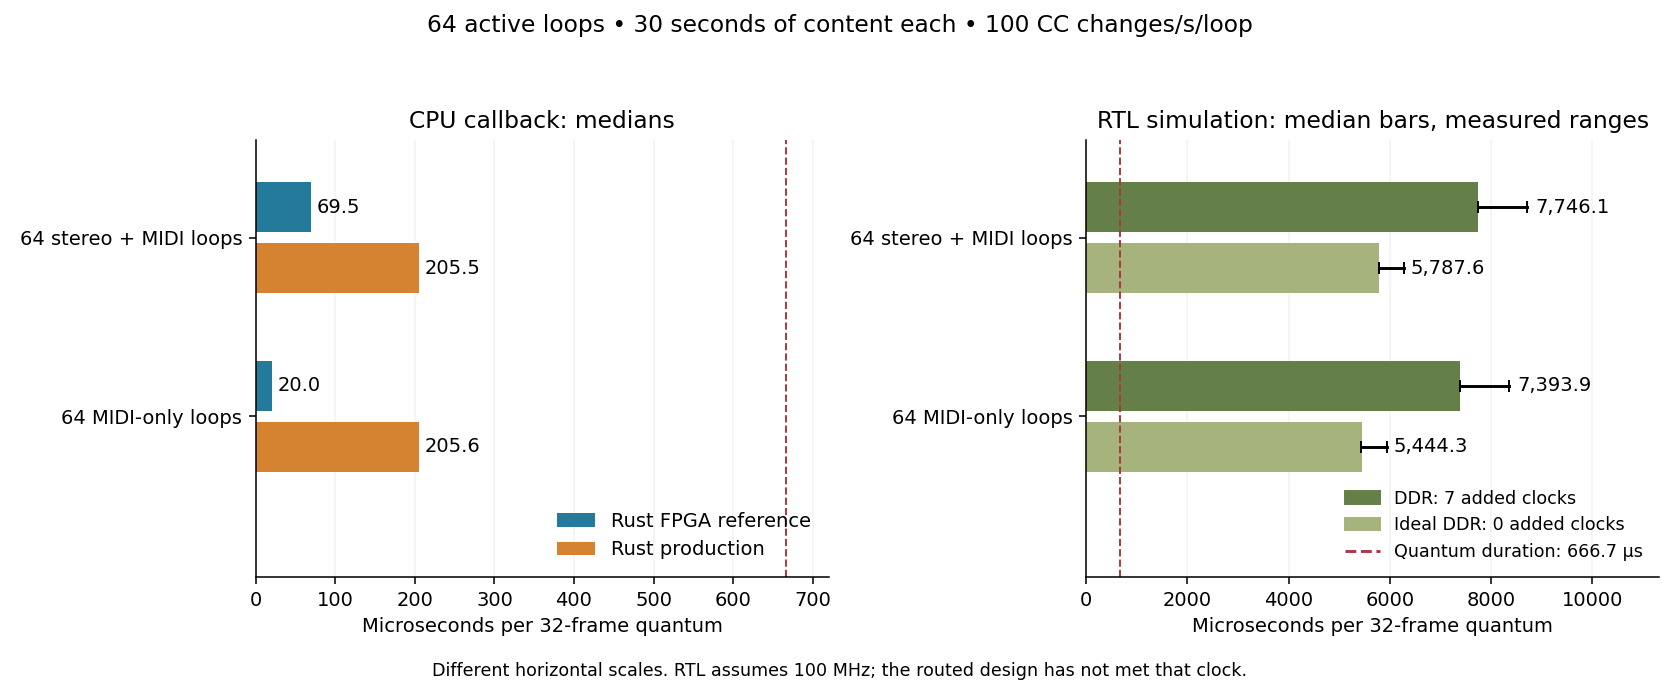 64 active loops • 30 seconds of content each • 100 CC changes/s/loop
CPU callback: medians
64 stereo + MIDI loops
69.5
205.5
64 MIDI-only loops
20.0
205.6
Rust FPGA reference
Rust production
0 100 200 300 400 500 600 700
Microseconds per 32-frame quantum
RTL simulation: median bars, measured ranges
64 stereo + MIDI loops
7,746.1
5,787.6
64 MIDI-only loops
7,393.9
5,444.3
DDR: 7 added clocks
Ideal DDR: 0 added clocks
Quantum duration: 666.7 µs
0 2000 4000 6000 8000 10000
Microseconds per 32-frame quantum
Different horizontal scales. RTL assumes 100 MHz; the routed design has not met that clock.